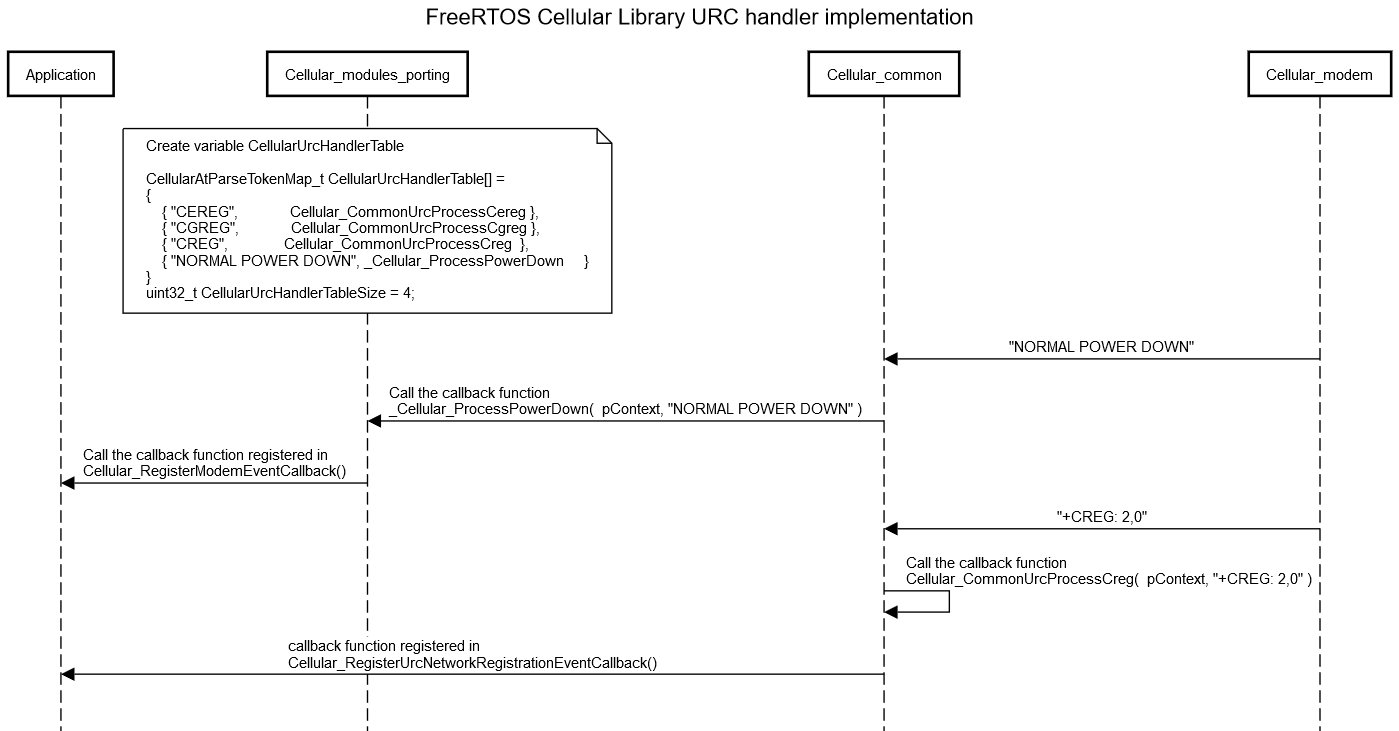 FreeRTOS Cellular Library URC handler implementation
Application
Cellular_modules_porting
Cellular_common
Cellular_modem
Create variable CellularUrcHandlerTable
CellularAtParseTokenMap_t CellularUrcHandlerTable[] =
{
{ "CEREG", Cellular_CommonUrcProcessCereg },
{ "CGREG", Cellular_CommonUrcProcessCgreg },
{ "CREG", Cellular_CommonUrcProcessCreg },
{ "NORMAL POWER DOWN", _Cellular_ProcessPowerDown }
}
uint32_t CellularUrcHandlerTableSize = 4;
"NORMAL POWER DOWN"
Call the callback function
_Cellular_ProcessPowerDown( pContext, "NORMAL POWER DOWN" )
Call the callback function registered in
Cellular_RegisterModemEventCallback()
"+CREG: 2,0"
Call the callback function
Cellular_CommonUrcProcessCreg( pContext, "+CREG: 2,0" )
callback function registered in
Cellular_RegisterUrcNetworkRegistrationEventCallback()